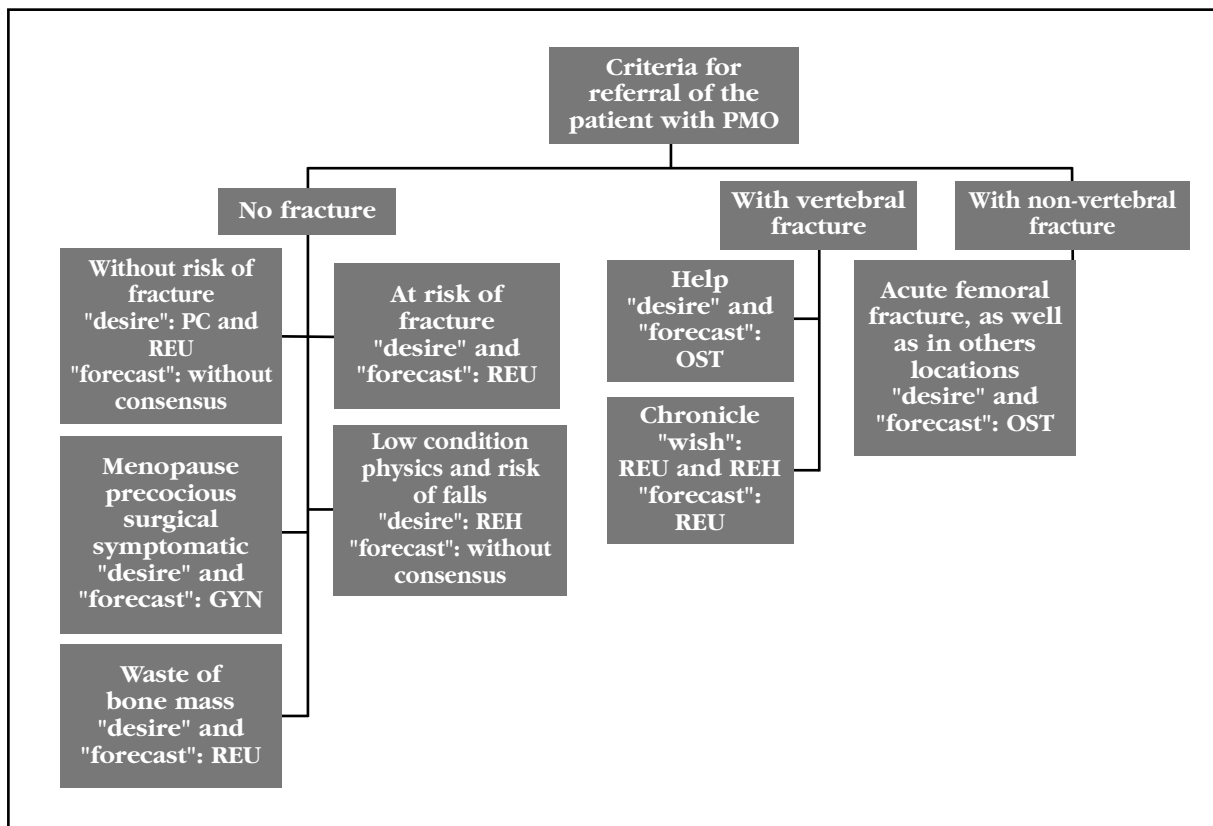 Criteria for
referral of the
patient with PMO
No fracture
Without risk of
fracture
"desire": PC and
REU
"forecast": without
consensus
At risk of
fracture
"desire" and
"forecast": REU
Menopause
precocious
surgical
symptomatic
"desire" and
"forecast": GYN
Low condition
physics and risk
of falls
"desire": REH
"forecast": without
consensus
Waste of
bone mass
"desire" and
"forecast": REU
With vertebral
fracture
Help
"desire" and
"forecast":
OST
Chronicle
"wish":
REU and REH
"forecast":
REU
With non-vertebral
fracture
Acute femoral
fracture, as well
as in others
locations
"desire" and
"forecast": OST